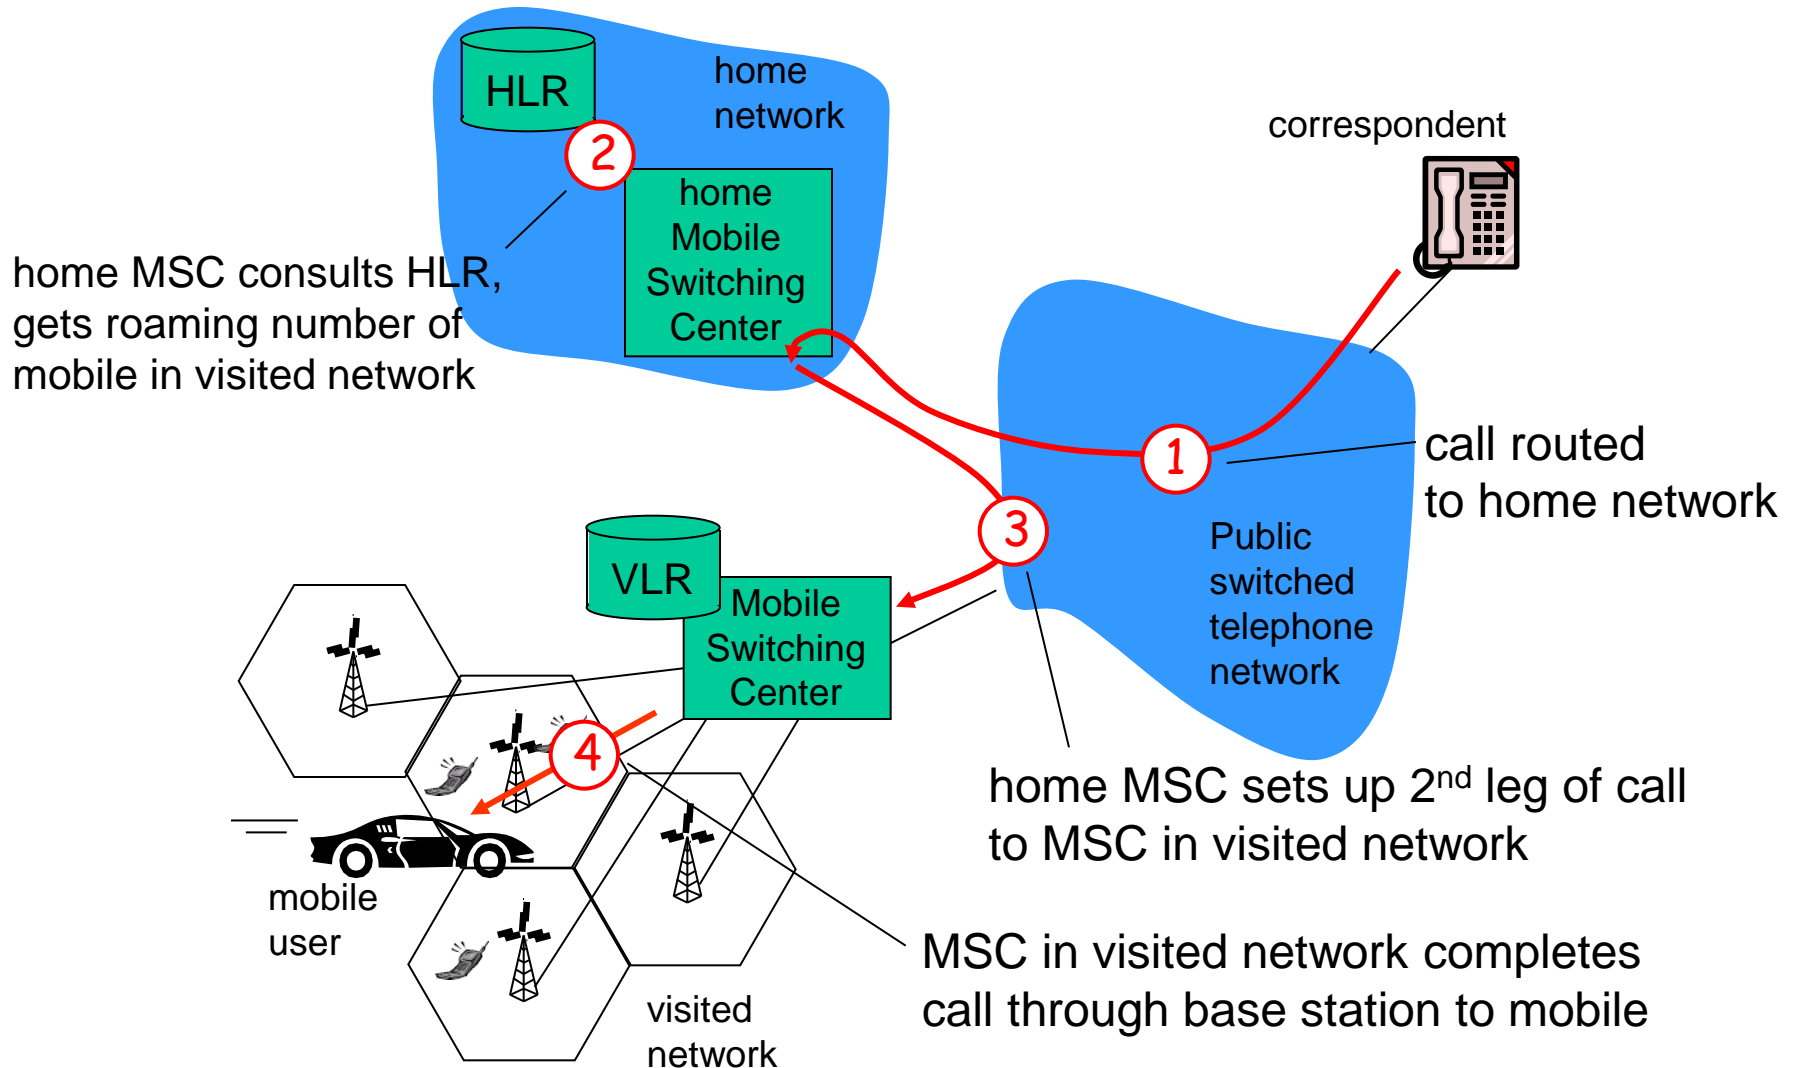 HLR
home
network
correspondent
2
home
Mobile
Switching
Center
home MSC consults HLR,
gets roaming number of
mobile in visited network
1
call routed
to home network
3
Public
switched
telephone
network
VLR
Mobile
Switching
Center
4
home MSC sets up 2nd leg of call
to MSC in visited network
mobile
user
MSC in visited network completes
call through base station to mobile
visited
network